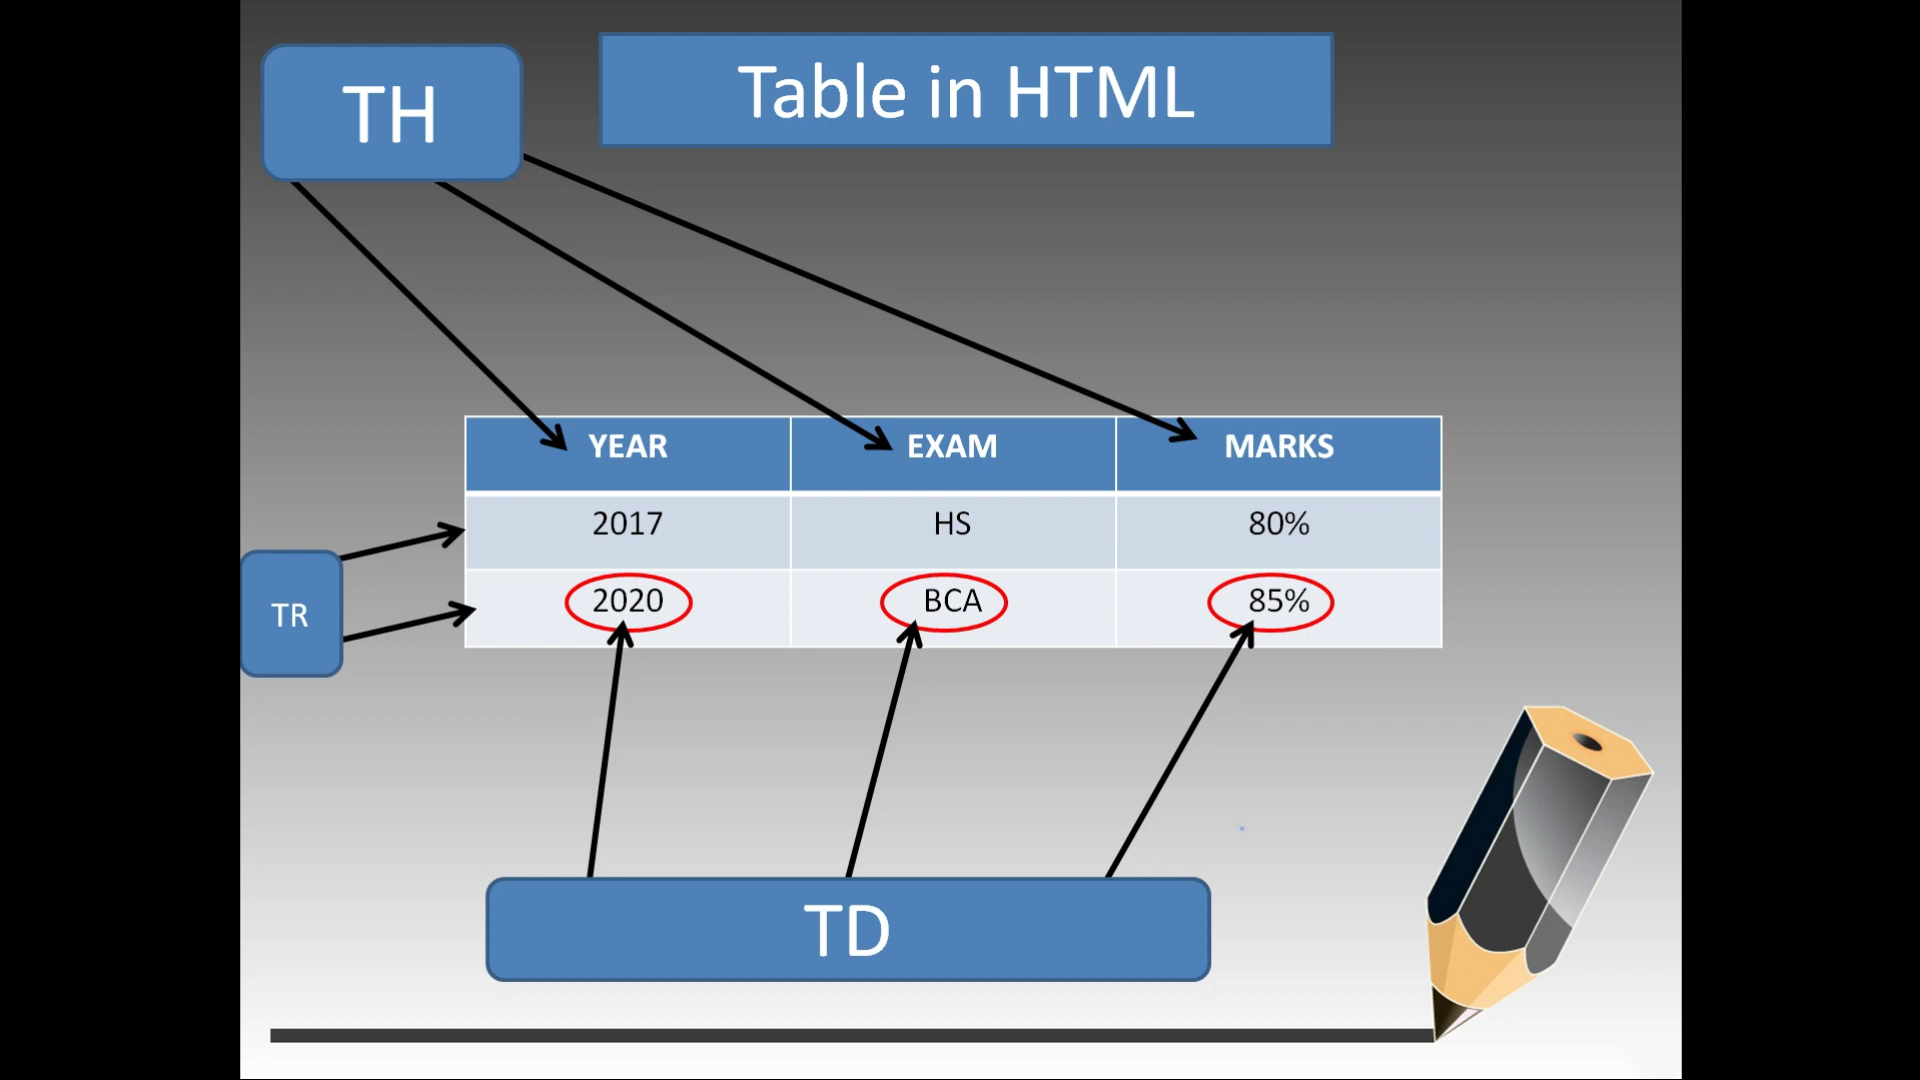 TH
Table in HTML
YEAR EXAM MARKS
2017 HS 80%
TR
2020 BCA 85%
TD